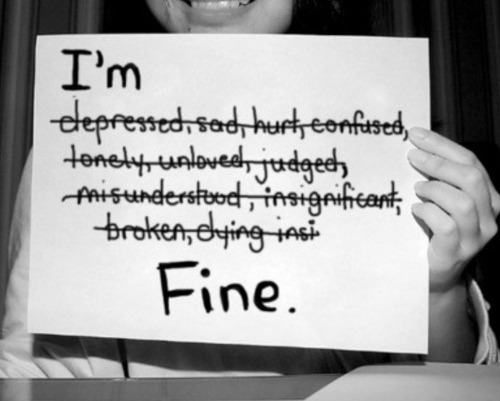 I'm
depressed, sad, hurt, confused,
lonely, unloved, judged,
misunderstood, insignificant,
broken, dying insi
Fine.